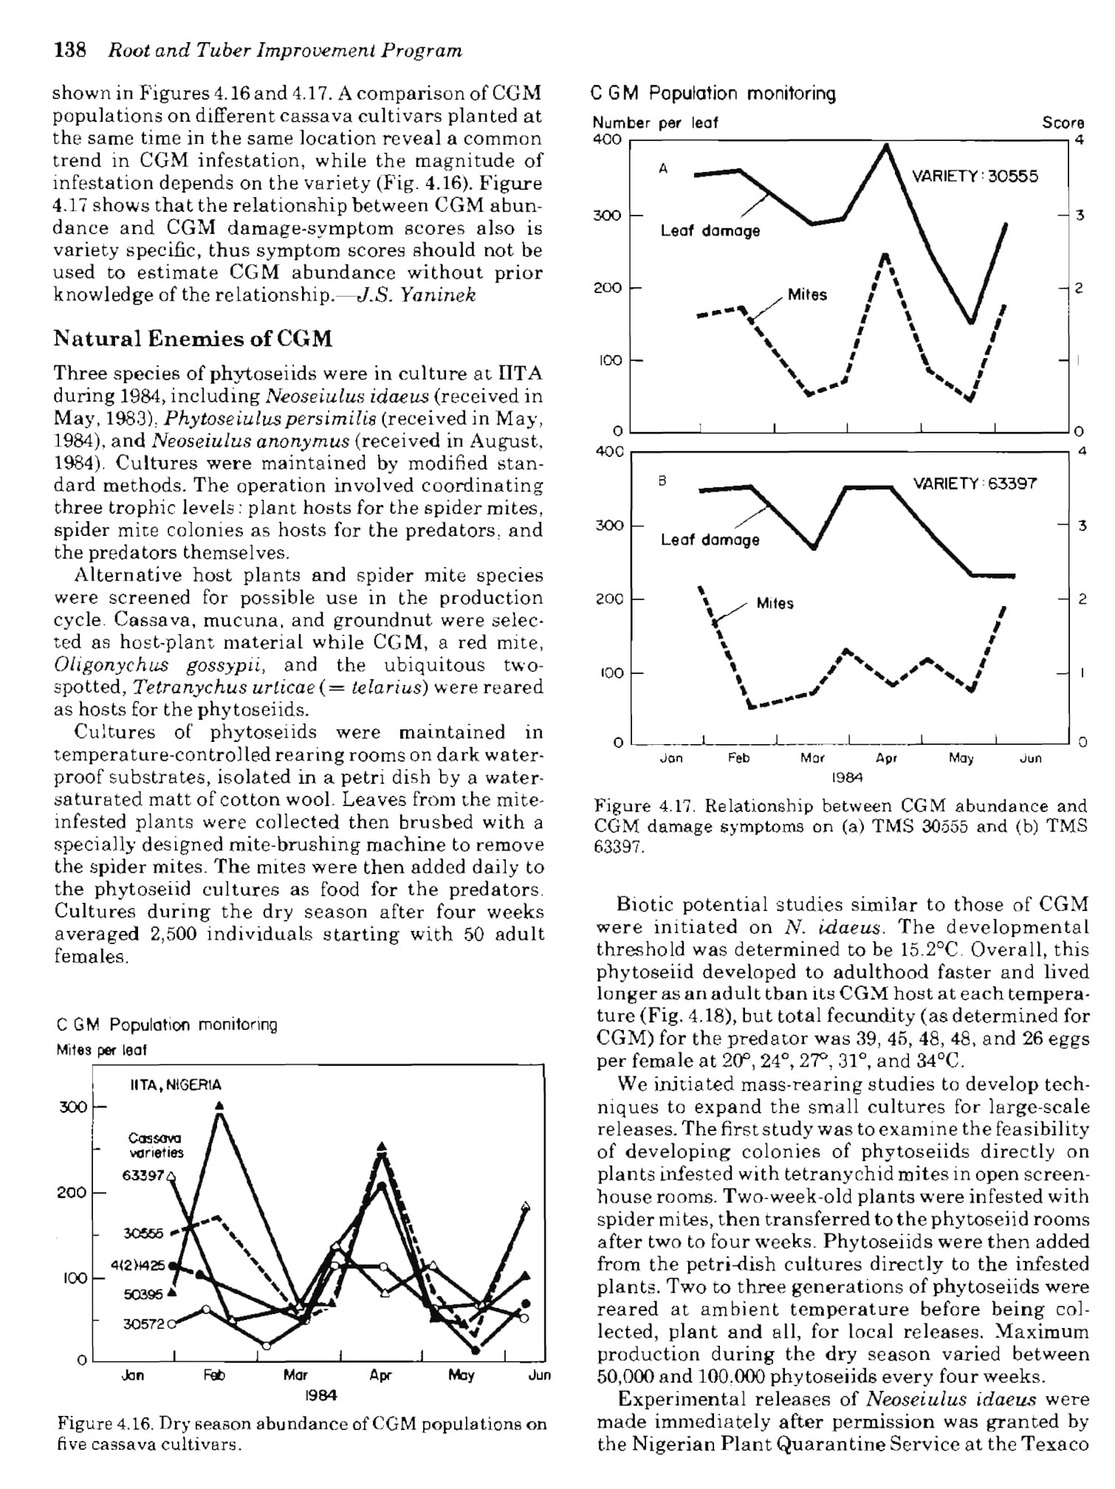 138 Root and Tuber Improvement Program
shown in Figures 4.16 and 4.17. A comparison of CGM
populations on different cassava cultivars planted at
the same time in the same location reveal a common
trend in CGM infestation, while the magnitude of
infestation depends on the variety (Fig. 4.16). Figure
4.17 shows that the relationship between CGM abun-
dance and CGM damage-symptom scores also is
variety specific, thus symptom scores should not be
used to estimate CGM abundance without prior
knowledge of the relationship.—J.S. Yaninek
Natural Enemies of CGM
Three species of phytoseiids were in culture at IITA
during 1984, including Neoseiulus idaeus (received in
May, 1983), Phytoseiulus persimilis (received in May,
1984), and Neoseiulus anonymus (received in August,
1984). Cultures were maintained by modified stan-
dard methods. The operation involved coordinating
three trophic levels: plant hosts for the spider mites,
spider mite colonies as hosts for the predators, and
the predators themselves.
Alternative host plants and spider mite species
were screened for possible use in the production
cycle. Cassava, mucuna, and groundnut were selec-
ted as host-plant material while CGM, a red mite,
Oligonychus gossypii, and the ubiquitous two-
spotted, Tetranychus urticae (= telarius) were reared
as hosts for the phytoseiids.
Cultures of phytoseiids were maintained in
temperature-controlled rearing rooms on dark water-
proof substrates, isolated in a petri dish by a water-
saturated matt of cotton wool. Leaves from the mite-
infested plants were collected then brusbed with a
specially designed mite-brushing machine to remove
the spider mites. The mites were then added daily to
the phytoseiid cultures as food for the predators.
Cultures during the dry season after four weeks
averaged 2,500 individuals starting with 50 adult
females.
C GM Population monitoring
Mites per leaf
IITA, NIGERIA
300
Cassava
varieties
63397
200
30555
4(2)1425
100
50395
30572
0
Jan Feb Mar Apr May Jun
1984
Figure 4.16. Dry season abundance of CGM populations on
five cassava cultivars.
C GM Population monitoring
Number per leaf Score
400 4
A VARIETY: 30555
300 3
Leaf damage
200 2
Mites
100 1
0 0
400 4
B VARIETY: 63397
300 3
Leaf damage
200 2
Mites
100 1
0 0
Jan Feb Mar Apr May Jun
1984
Figure 4.17. Relationship between CGM abundance and
CGM damage symptoms on (a) TMS 30555 and (b) TMS
63397.
Biotic potential studies similar to those of CGM
were initiated on N. idaeus. The developmental
threshold was determined to be 15.2°C. Overall, this
phytoseiid developed to adulthood faster and lived
longer as an adult tban its CGM host at each tempera-
ture (Fig. 4.18), but total fecundity (as determined for
CGM) for the predator was 39, 45, 48, 48, and 26 eggs
per female at 20°, 24°, 27°, 31°, and 34°C.
We initiated mass-rearing studies to develop tech-
niques to expand the small cultures for large-scale
releases. The first study was to examine the feasibility
of developing colonies of phytoseiids directly on
plants infested with tetranychid mites in open screen-
house rooms. Two-week-old plants were infested with
spider mites, then transferred to the phytoseiid rooms
after two to four weeks. Phytoseiids were then added
from the petri-dish cultures directly to the infested
plants. Two to three generations of phytoseiids were
reared at ambient temperature before being col-
lected, plant and all, for local releases. Maximum
production during the dry season varied between
50,000 and 100,000 phytoseiids every four weeks.
Experimental releases of Neoseiulus idaeus were
made immediately after permission was granted by
the Nigerian Plant Quarantine Service at the Texaco